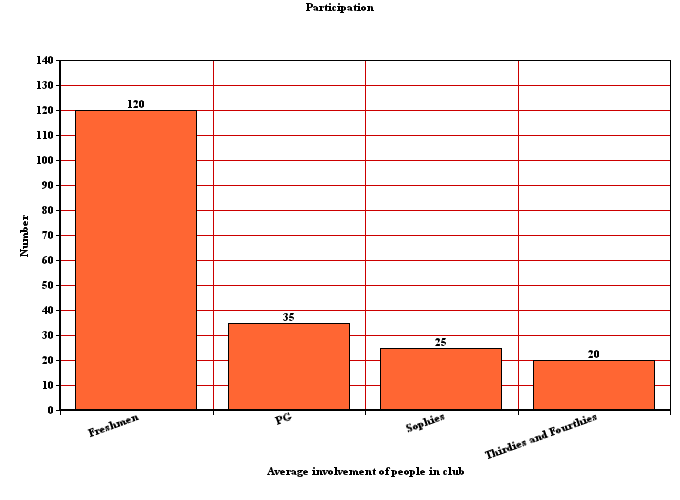 Participation
140
130
120
110
100
90
80
70
60
50
40
30
20
10
0
Number
120
35
25
20
Freshmen
PG
Sophies
Thirdies and Fourthies
Average involvement of people in club